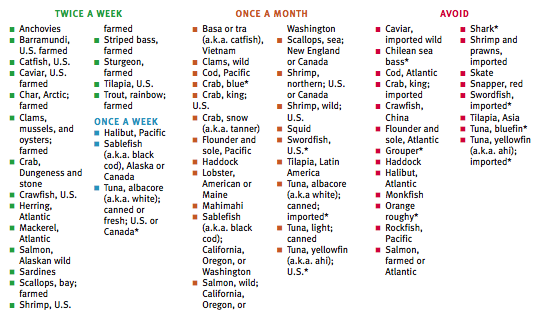 TWICE A WEEK
Anchovies
Barramundi,
U.S. farmed
Catfish, U.S.
Caviar, U.S.
farmed
Char, Arctic;
farmed
Clams,
mussels, and
oysters;
farmed
Crab,
Dungeness and
stone
Crawfish, U.S.
Herring,
Atlantic
Mackerel,
Atlantic
Salmon,
Alaskan wild
Sardines
Scallops, bay;
farmed
Shrimp, U.S.
farmed
Striped bass,
farmed
Sturgeon,
farmed
Tilapia, U.S.
Trout, rainbow;
farmed
ONCE A WEEK
Halibut, Pacific
Sablefish
(a.k.a. black
cod), Alaska or
Canada
Tuna, albacore
(a.k.a. white);
canned or
fresh; U.S. or
Canada*
ONCE A MONTH
Basa or tra
(a.k.a. catfish),
Vietnam
Clams, wild
Cod, Pacific
Crab, blue*
Crab, king;
U.S.
Crab, snow
(a.k.a. tanner)
Flounder and
sole, Pacific
Haddock
Lobster,
American or
Maine
Mahimahi
Sablefish
(a.k.a. black
cod);
California,
Oregon, or
Washington
Salmon, wild;
California,
Oregon, or
Washington
Scallops, sea;
New England
or Canada
Shrimp,
northern; U.S.
or Canada
Shrimp, wild;
U.S.
Squid
Swordfish,
U.S.*
Tilapia, Latin
America
Tuna, albacore
(a.k.a white);
canned;
imported*
Tuna, light;
canned
Tuna, yellowfin
(a.k.a. ahi);
U.S.*
AVOID
Caviar,
imported wild
Chilean sea
bass*
Cod, Atlantic
Crab, king;
imported
Crawfish,
China
Flounder and
sole, Atlantic
Grouper*
Haddock
Halibut,
Atlantic
Monkfish
Orange
roughy*
Rockfish,
Pacific
Salmon,
farmed or
Atlantic
Shark*
Shrimp and
prawns,
imported
Skate
Snapper, red
Swordfish,
imported*
Tilapia, Asia
Tuna, bluefin*
Tuna, yellowfin
(a.k.a. ahi);
imported*